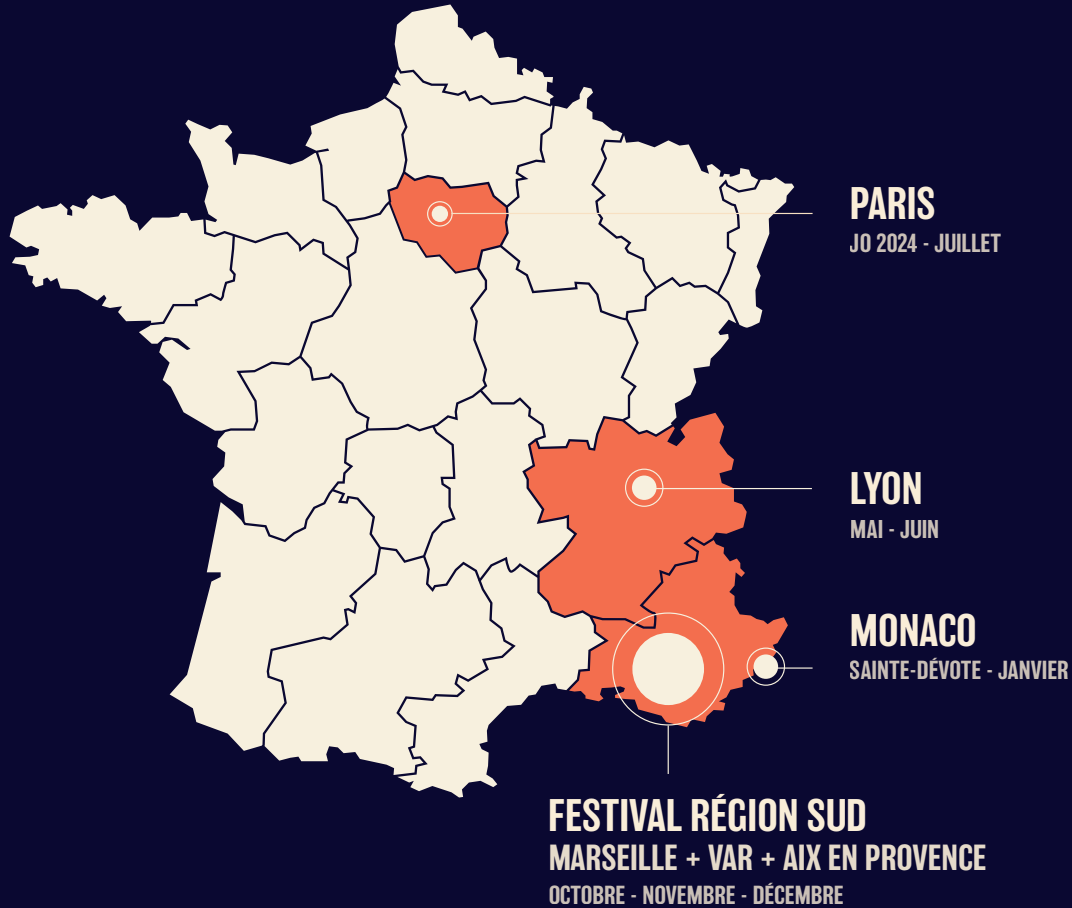 PARIS
JO 2024 - JUILLET
LYON
MAI - JUIN
MONACO
SAINTE-DÉVOTE - JANVIER
FESTIVAL RÉGION SUD
MARSEILLE + VAR + AIX EN PROVENCE
OCTOBRE - NOVEMBRE - DÉCEMBRE